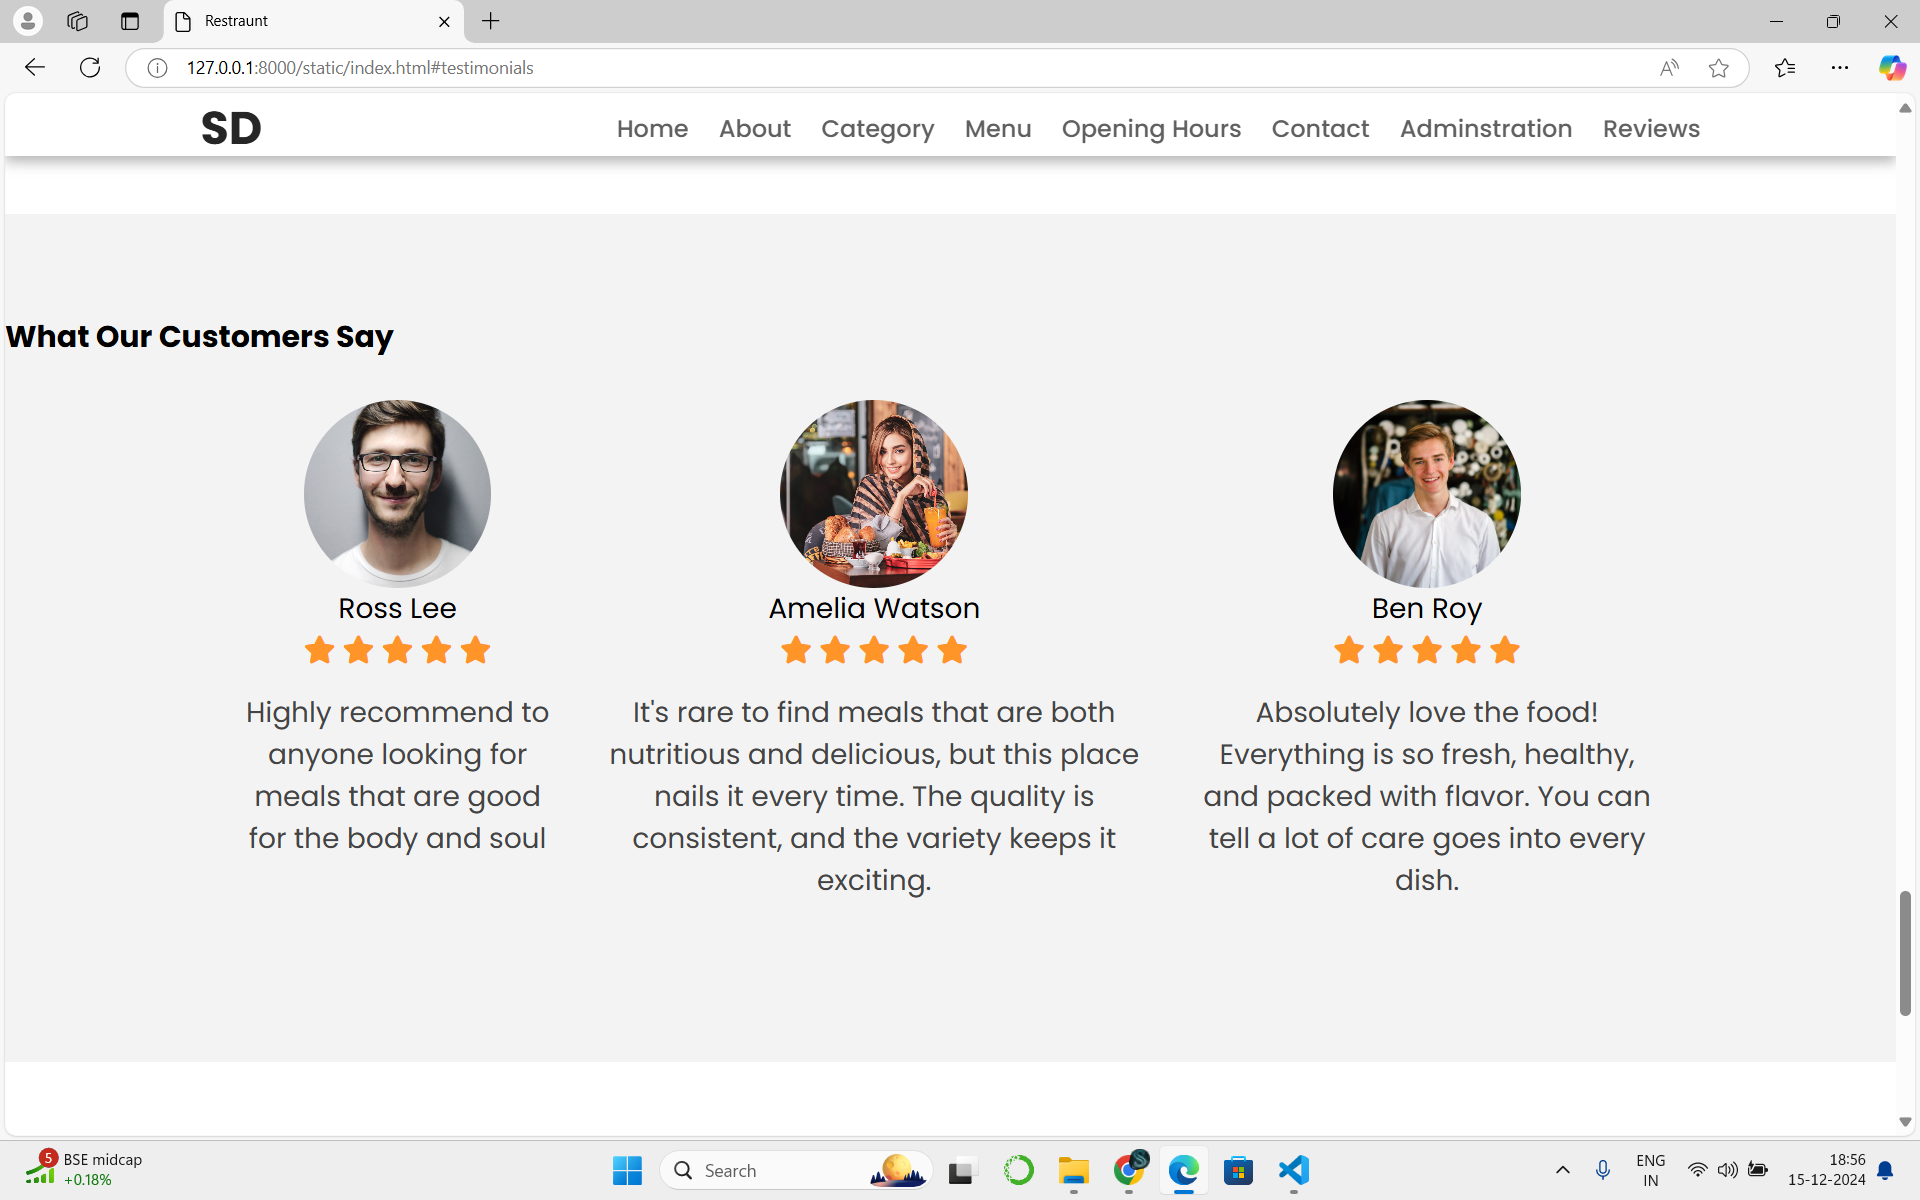 Restraunt
127.0.0.1:8000/static/index.html#testimonials
SD
Home About Category Menu Opening Hours Contact Adminstration Reviews
What Our Customers Say
Ross Lee
Highly recommend to
anyone looking for
meals that are good
for the body and soul
Amelia Watson
It's rare to find meals that are both
nutritious and delicious, but this place
nails it every time. The quality is
consistent, and the variety keeps it
exciting.
Ben Roy
Absolutely love the food!
Everything is so fresh, healthy,
and packed with flavor. You can
tell a lot of care goes into every
dish.
5
BSE midcap
+0.18%
Search
ENG
IN
18:56
15-12-2024